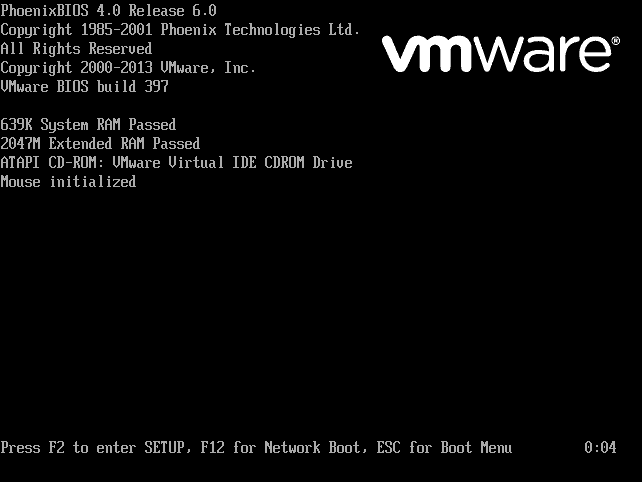 PhoenixBIOS 4.0 Release 6.0
Copyright 1985-2001 Phoenix Technologies Ltd.
All Rights Reserved
Copyright 2000-2013 VMware, Inc.
VMware BIOS build 397
vmware®
639K System RAM Passed
2047M Extended RAM Passed
ATAPI CD-ROM: VMware Virtual IDE CDROM Drive
Mouse initialized
Press F2 to enter SETUP, F12 for Network Boot, ESC for Boot Menu 0:04